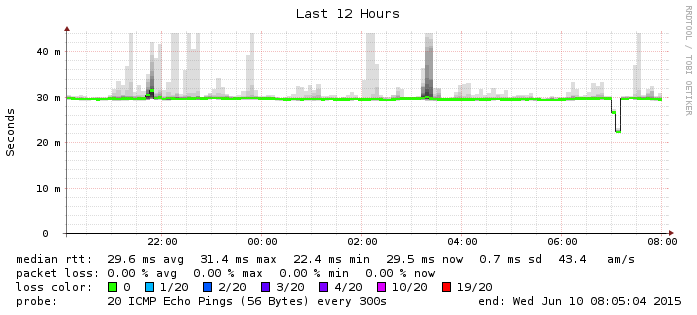 Last 12 Hours
RRDTOOL / TOBI OETIKER
Seconds
40 m
30 m
20 m
10 m
0
22:00 00:00 02:00 04:00 06:00 08:00
median rtt: 29.6 ms avg 31.4 ms max 22.4 ms min 29.5 ms now 0.7 ms sd 43.4 am/s
packet loss: 0.00 % avg 0.00 % max 0.00 % min 0.00 % now
loss color: 0 1/20 2/20 3/20 4/20 10/20 19/20
probe: 20 ICMP Echo Pings (56 Bytes) every 300s end: Wed Jun 10 08:05:04 2015